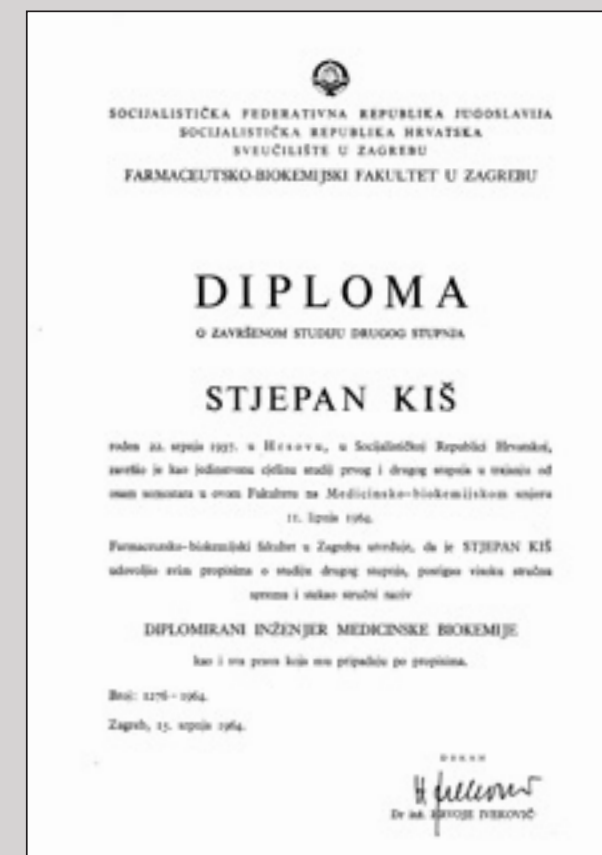 SOCIJALISTIČKA FEDERATIVNA REPUBLIKA JUGOSLAVIJA
SOCIJALISTIČKA REPUBLIKA HRVATSKA
SVEUČILIŠTE U ZAGREBU
FARMACEUTSKO-BIOKEMIJSKI FAKULTET U ZAGREBU
DIPLOMA
O ZAVRŠENOM STUDIJU DRUGOG STUPNJA
STJEPAN KIŠ
rođen 22. srpnja 1937. u Hrsovu, u Socijalističkoj Republici Hrvatskoj,
završio je kao jedinstvenu cjelinu studij prvog i drugog stupnja u trajanju od
osam semestara u ovom Fakultetu na Medicinsko-biokemijskom smjeru
11. lipnja 1964.
Farmaceutsko-biokemijski fakultet u Zagrebu utvrđuje, da je STJEPAN KIŠ
udovoljio svim propisima o studiju drugog stupnja, postigao visoku stručnu
spremu i stekao stručni naziv
DIPLOMIRANI INŽENJER MEDICINSKE BIOKEMIJE
kao i sva prava koja mu pripadaju po propisima.
Broj: 1276-1964.
Zagreb, 15. srpnja 1964.
DEKAN
Dr inž. HRVOJE IVEKOVIĆ